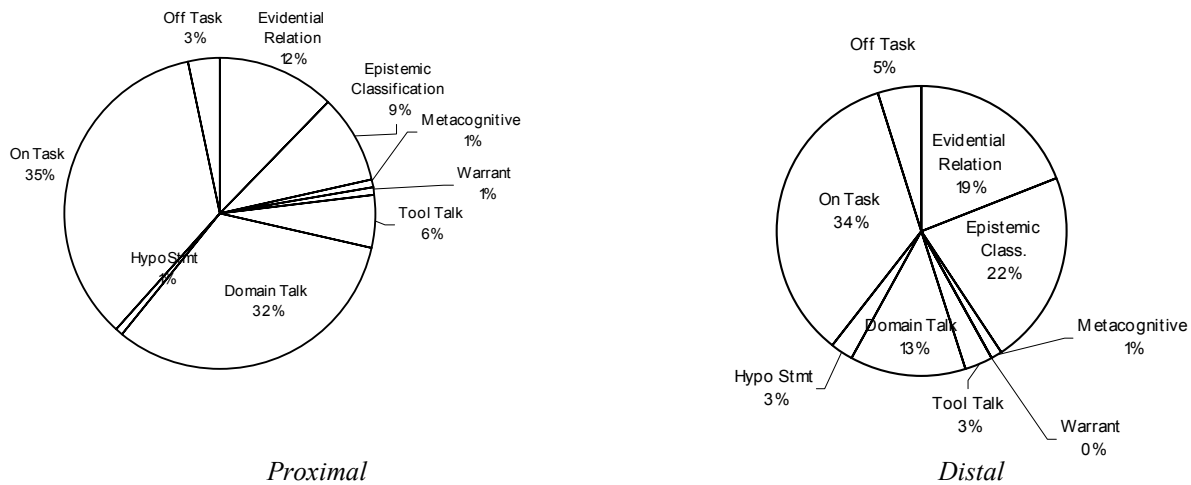 Off Task
3%
Evidential
Relation
12%
Epistemic
Classification
9%
Metacognitive
1%
Warrant
1%
Tool Talk
6%
Domain Talk
32%
Hypo Stmt
1%
On Task
35%
Proximal
Off Task
5%
Evidential
Relation
19%
Epistemic
Class.
22%
Metacognitive
1%
Warrant
0%
Tool Talk
3%
Domain Talk
13%
Hypo Stmt
3%
On Task
34%
Distal